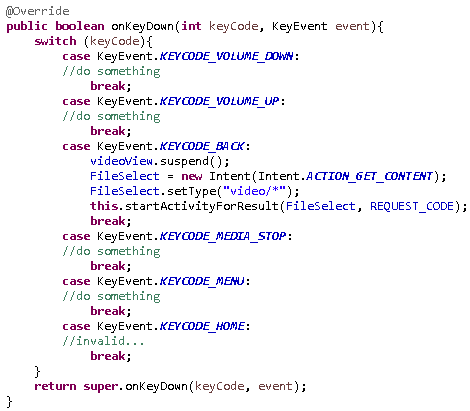 @Override
public boolean onKeyDown(int keyCode, KeyEvent event){
    switch (keyCode){
        case KeyEvent.KEYCODE_VOLUME_DOWN:
        //do something
            break;
        case KeyEvent.KEYCODE_VOLUME_UP:
        //do something
            break;
        case KeyEvent.KEYCODE_BACK:
            videoView.suspend();
            FileSelect = new Intent(Intent.ACTION_GET_CONTENT);
            FileSelect.setType("video/*");
            this.startActivityForResult(FileSelect, REQUEST_CODE);
            break;
        case KeyEvent.KEYCODE_MEDIA_STOP:
        //do something
            break;
        case KeyEvent.KEYCODE_MENU:
        //do something
            break;
        case KeyEvent.KEYCODE_HOME:
        //invalid...
            break;
    }
    return super.onKeyDown(keyCode, event);
}